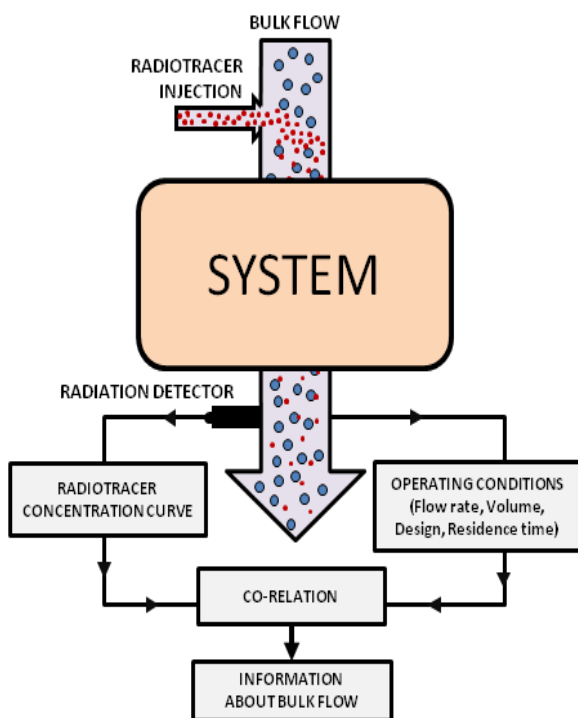 BULK FLOW
RADIOTRACER
INJECTION
SYSTEM
RADIATION DETECTOR
RADIOTRACER
CONCENTRATION CURVE
OPERATING CONDITIONS
(Flow rate, Volume,
Design, Residence time)
CO-RELATION
INFORMATION
ABOUT BULK FLOW